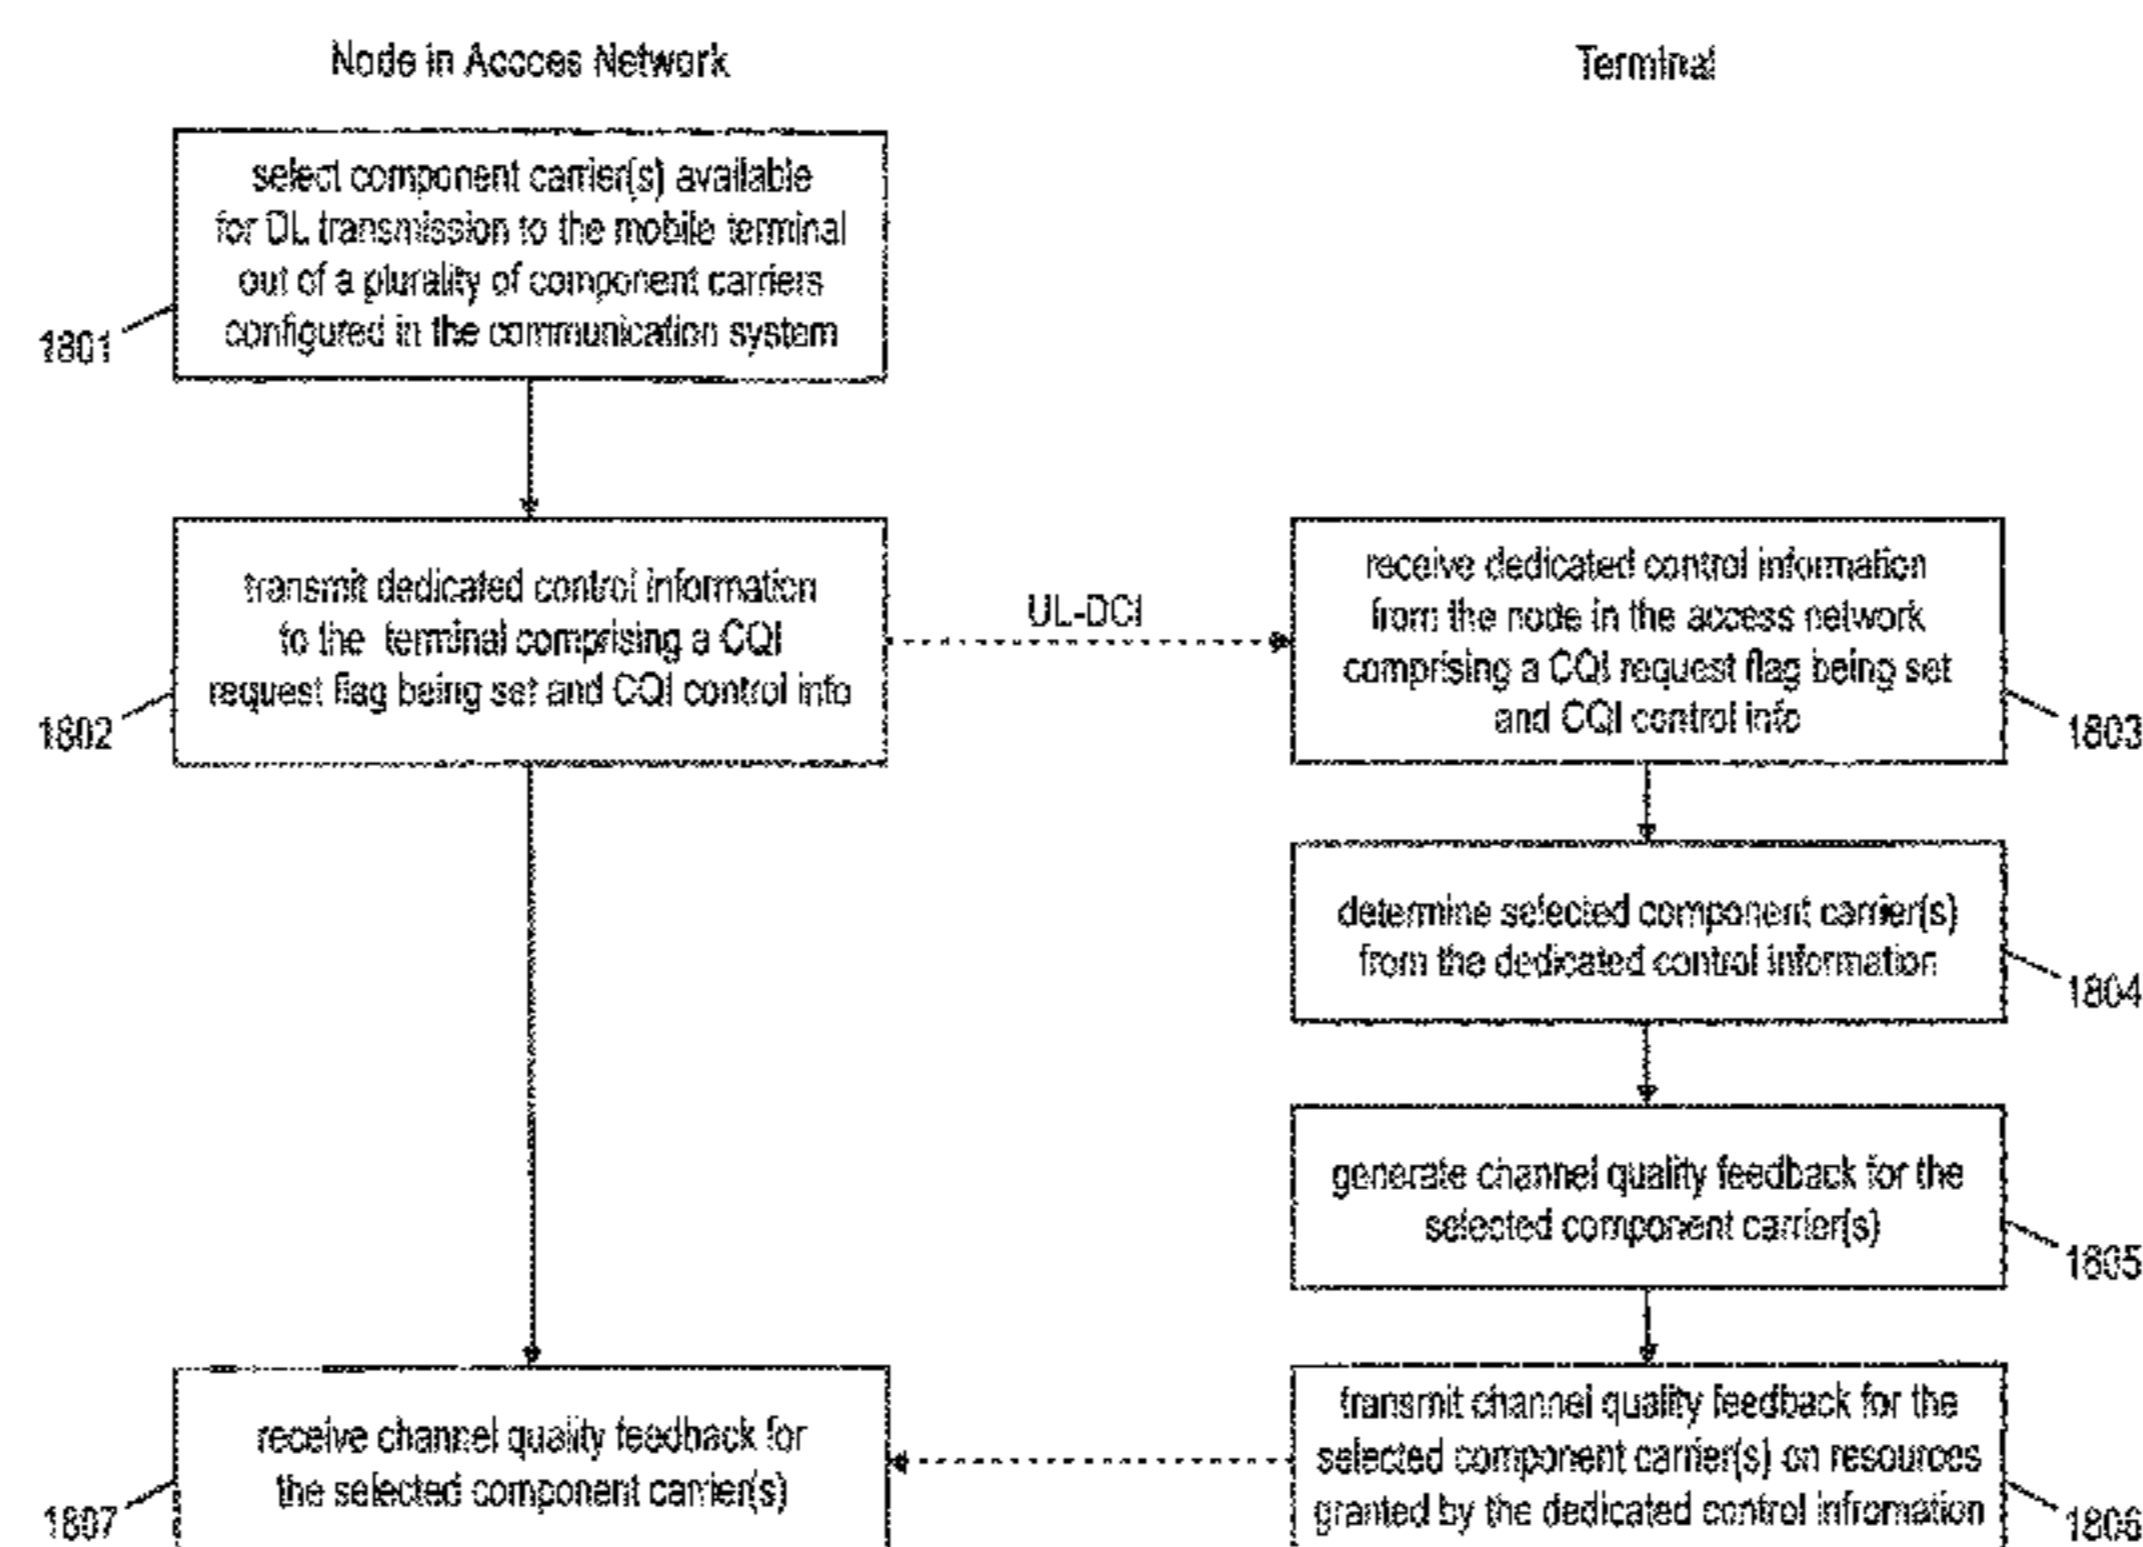 Node in Accces Network
Terminal
select component carrier(s) available
for DL transmission to the mobile terminal
out of a plurality of component carriers
configured in the communication system
1801
transmit dedicated control information
to the terminal comprising a CQI
request flag being set and CQI control info
1802
UL-DCI
receive dedicated control information
from the node in the access network
comprising a CQI request flag being set
and CQI control info
1803
determine selected component carrier(s)
from the dedicated control information
1804
generate channel quality feedback for the
selected component carrier(s)
1805
receive channel quality feedback for
the selected component carrier(s)
1807
transmit channel quality feedback for the
selected component carrier(s) on resources
granted by the dedicated control infromation
1806